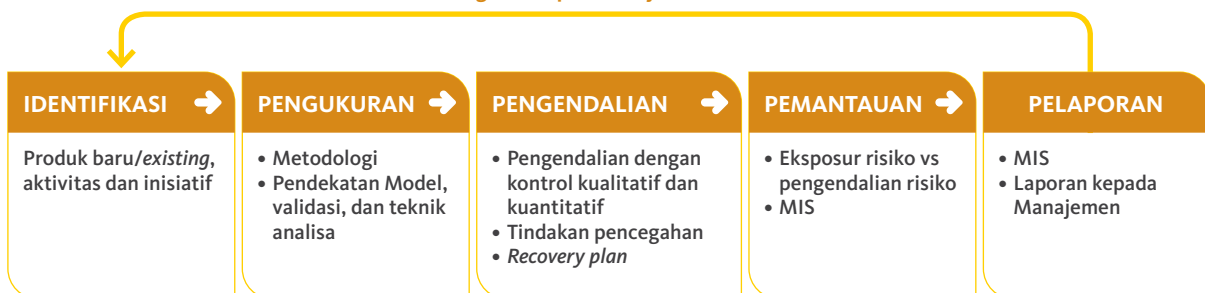 IDENTIFIKASI
Produk baru/existing,
aktivitas dan inisiatif
PENGUKURAN
• Metodologi
• Pendekatan Model,
validasi, dan teknik
analisa
PENGENDALIAN
• Pengendalian dengan
kontrol kualitatif dan
kuantitatif
• Tindakan pencegahan
• Recovery plan
PEMANTAUAN
• Eksposur risiko vs
pengendalian risiko
• MIS
PELAPORAN
• MIS
• Laporan kepada
Manajemen